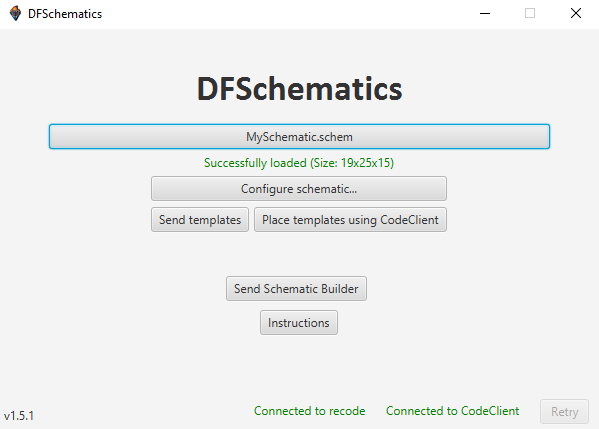 DFSchematics
DFSchematics
MySchematic.schem
Successfully loaded (Size: 19x25x15)
Configure schematic...
Send templates
Place templates using CodeClient
Send Schematic Builder
Instructions
v1.5.1
Connected to recode
Connected to CodeClient
Retry